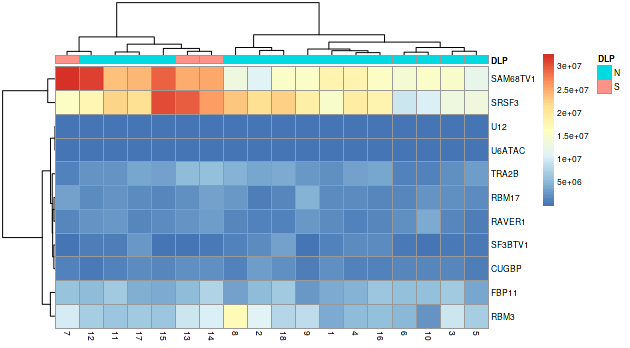 DLP
SAM68TV1
SRSF3
U12
U6ATAC
TRA2B
RBM17
RAVER1
SF3BTV1
CUGBP
FBP11
RBM3
7 12 11 17 15 13 14 8 2 18 9 1 4 16 6 10 3 5
3e+07
2.5e+07
2e+07
1.5e+07
1e+07
5e+06
DLP
N
S